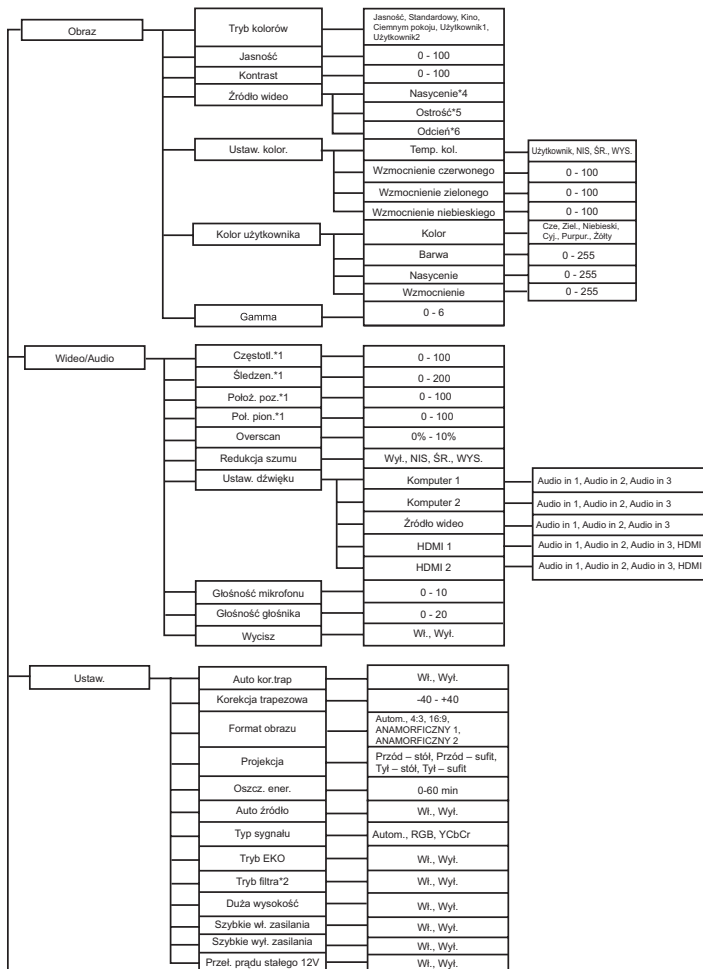 Obraz
Tryb kolorów
Jasność, Standardowy, Kino,
Ciemnym pokoju, Użytkownik1,
Użytkownik2
Jasność
0 - 100
Kontrast
0 - 100
Źródło wideo
Nasycenie*4
Ostrość*5
Odcień*6
Ustaw. kolor.
Temp. kol.
Użytkownik, NIS, ŚR., WYS.
Wzmocnienie czerwonego
0 - 100
Wzmocnienie zielonego
0 - 100
Wzmocnienie niebieskiego
0 - 100
Kolor użytkownika
Kolor
Cze, Ziel., Niebieski,
Cyj., Purpur., Żółty
Barwa
0 - 255
Nasycenie
0 - 255
Wzmocnienie
0 - 255
Gamma
0 - 6
Wideo/Audio
Częstotl.*1
0 - 100
Śledzen.*1
0 - 200
Położ. poz.*1
0 - 100
Poł. pion.*1
0 - 100
Overscan
0% - 10%
Redukcja szumu
Wył., NIS, ŚR., WYS.
Ustaw. dźwięku
Komputer 1
Audio in 1, Audio in 2, Audio in 3
Komputer 2
Audio in 1, Audio in 2, Audio in 3
Źródło wideo
Audio in 1, Audio in 2, Audio in 3
HDMI 1
Audio in 1, Audio in 2, Audio in 3, HDMI
HDMI 2
Audio in 1, Audio in 2, Audio in 3, HDMI
Głośność mikrofonu
0 - 10
Głośność głośnika
0 - 20
Wycisz
Wł., Wył.
Ustaw.
Auto kor.trap
Wł., Wył.
Korekcja trapezowa
-40 - +40
Format obrazu
Autom., 4:3, 16:9,
ANAMORFICZNY 1,
ANAMORFICZNY 2
Projekcja
Przód – stół, Przód – sufit,
Tył – stół, Tył – sufit
Oszcz. ener.
0-60 min
Auto źródło
Wł., Wył.
Typ sygnału
Autom., RGB, YCbCr
Tryb EKO
Wł., Wył.
Tryb filtra*2
Wł., Wył.
Duża wysokość
Wł., Wył.
Szybkie wł. zasilania
Wł., Wył.
Szybkie wył. zasilania
Wł., Wył.
Przeł. prądu stałego 12V
Wł., Wył.